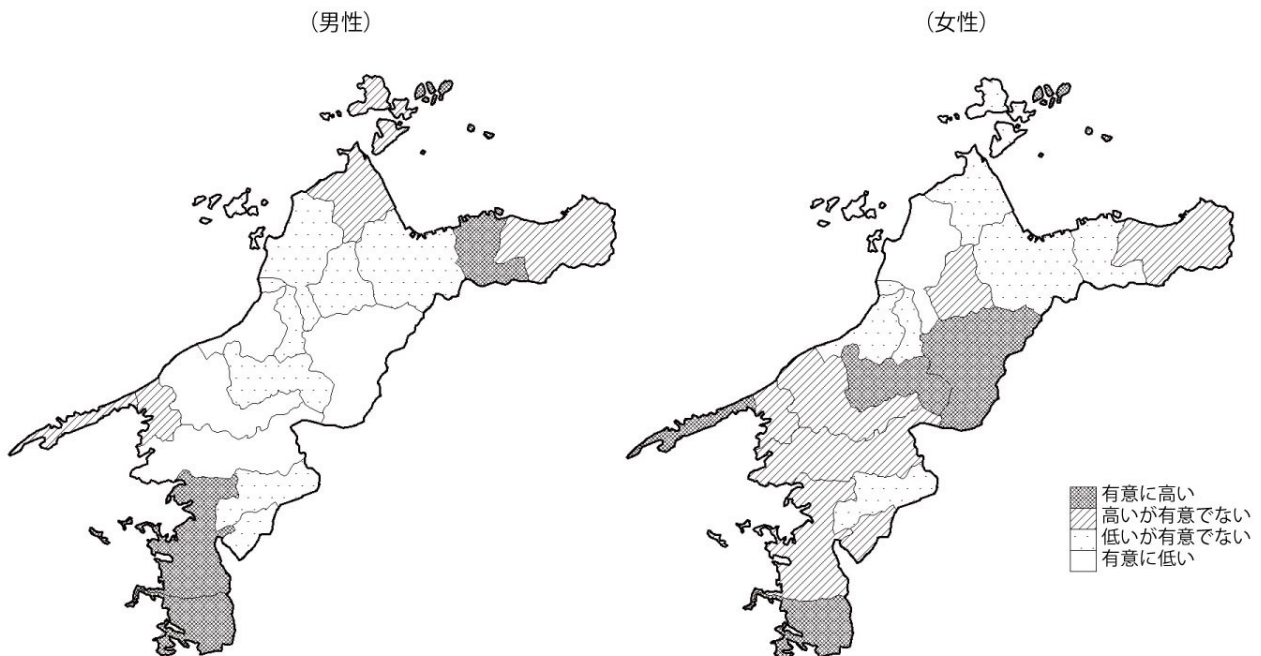 （男性）
（女性）
有意に高い
高いが有意でない
低いが有意でない
有意に低い